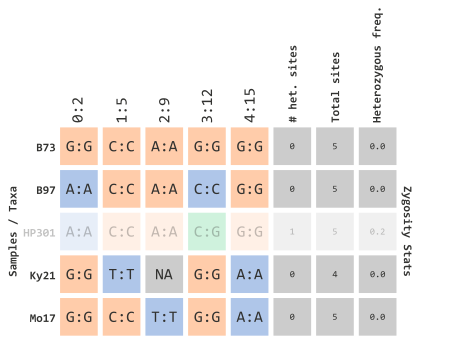 0:2 1:5 2:9 3:12 4:15 # het. sites Total sites Heterozygous freq.
B73 G:G C:C A:A G:G G:G 0 5 0.0
B97 A:A C:C A:A C:C G:G 0 5 0.0
HP301 A:A C:C A:A C:G G:G 1 5 0.2
Ky21 G:G T:T NA G:G A:A 0 4 0.0
Mo17 G:G C:C T:T G:G A:A 0 5 0.0
Samples / Taxa
Zygosity Stats